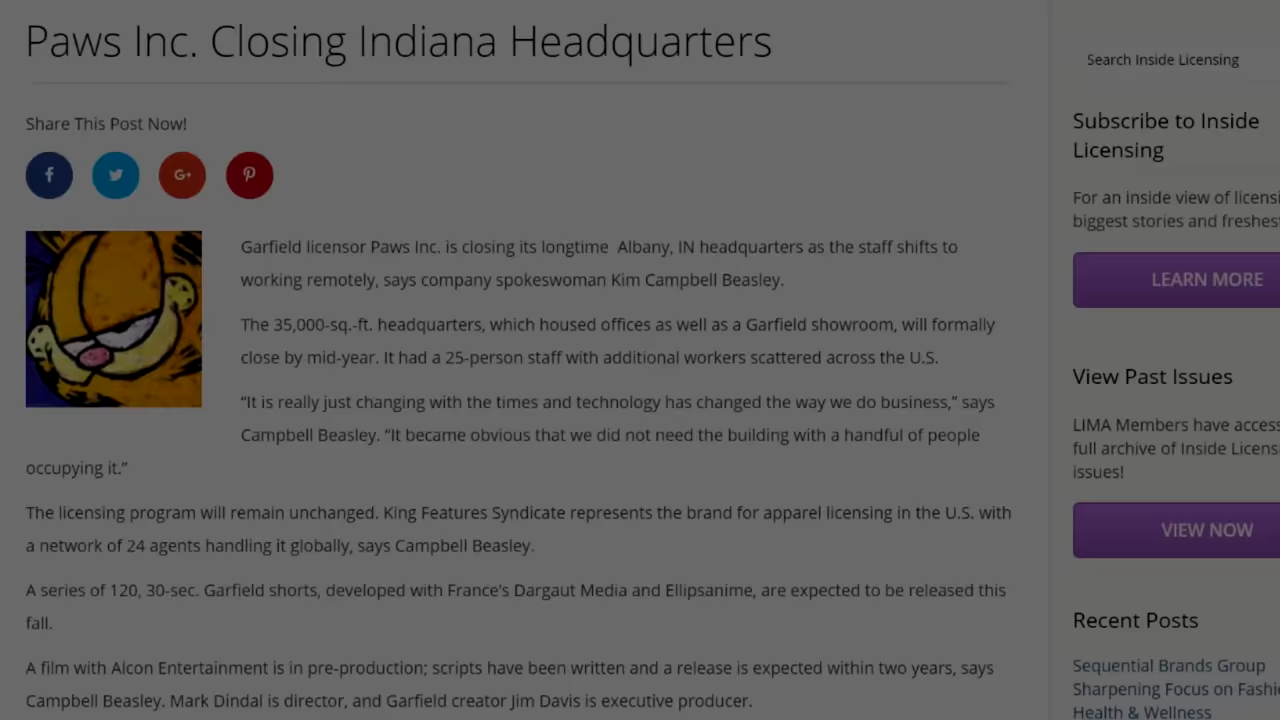 Paws Inc. Closing Indiana Headquarters
Share This Post Now!
Garfield licensor Paws Inc. is closing its longtime Albany, IN headquarters as the staff shifts to
working remotely, says company spokeswoman Kim Campbell Beasley.
The 35,000-sq.-ft. headquarters, which housed offices as well as a Garfield showroom, will formally
close by mid-year. It had a 25-person staff with additional workers scattered across the U.S.
“It is really just changing with the times and technology has changed the way we do business,” says
Campbell Beasley. “It became obvious that we did not need the building with a handful of people
occupying it.”
The licensing program will remain unchanged. King Features Syndicate represents the brand for apparel licensing in the U.S. with
a network of 24 agents handling it globally, says Campbell Beasley.
A series of 120, 30-sec. Garfield shorts, developed with France's Dargaut Media and Ellipsanime, are expected to be released this
fall.
A film with Alcon Entertainment is in pre-production; scripts have been written and a release is expected within two years, says
Campbell Beasley. Mark Dindal is director, and Garfield creator Jim Davis is executive producer.
Search Inside Licensing
Subscribe to Inside
Licensing
For an inside view of licensi
biggest stories and freshes
LEARN MORE
View Past Issues
LIMA Members have access
full archive of Inside Licens
issues!
VIEW NOW
Recent Posts
Sequential Brands Group
Sharpening Focus on Fashi
Health & Wellness